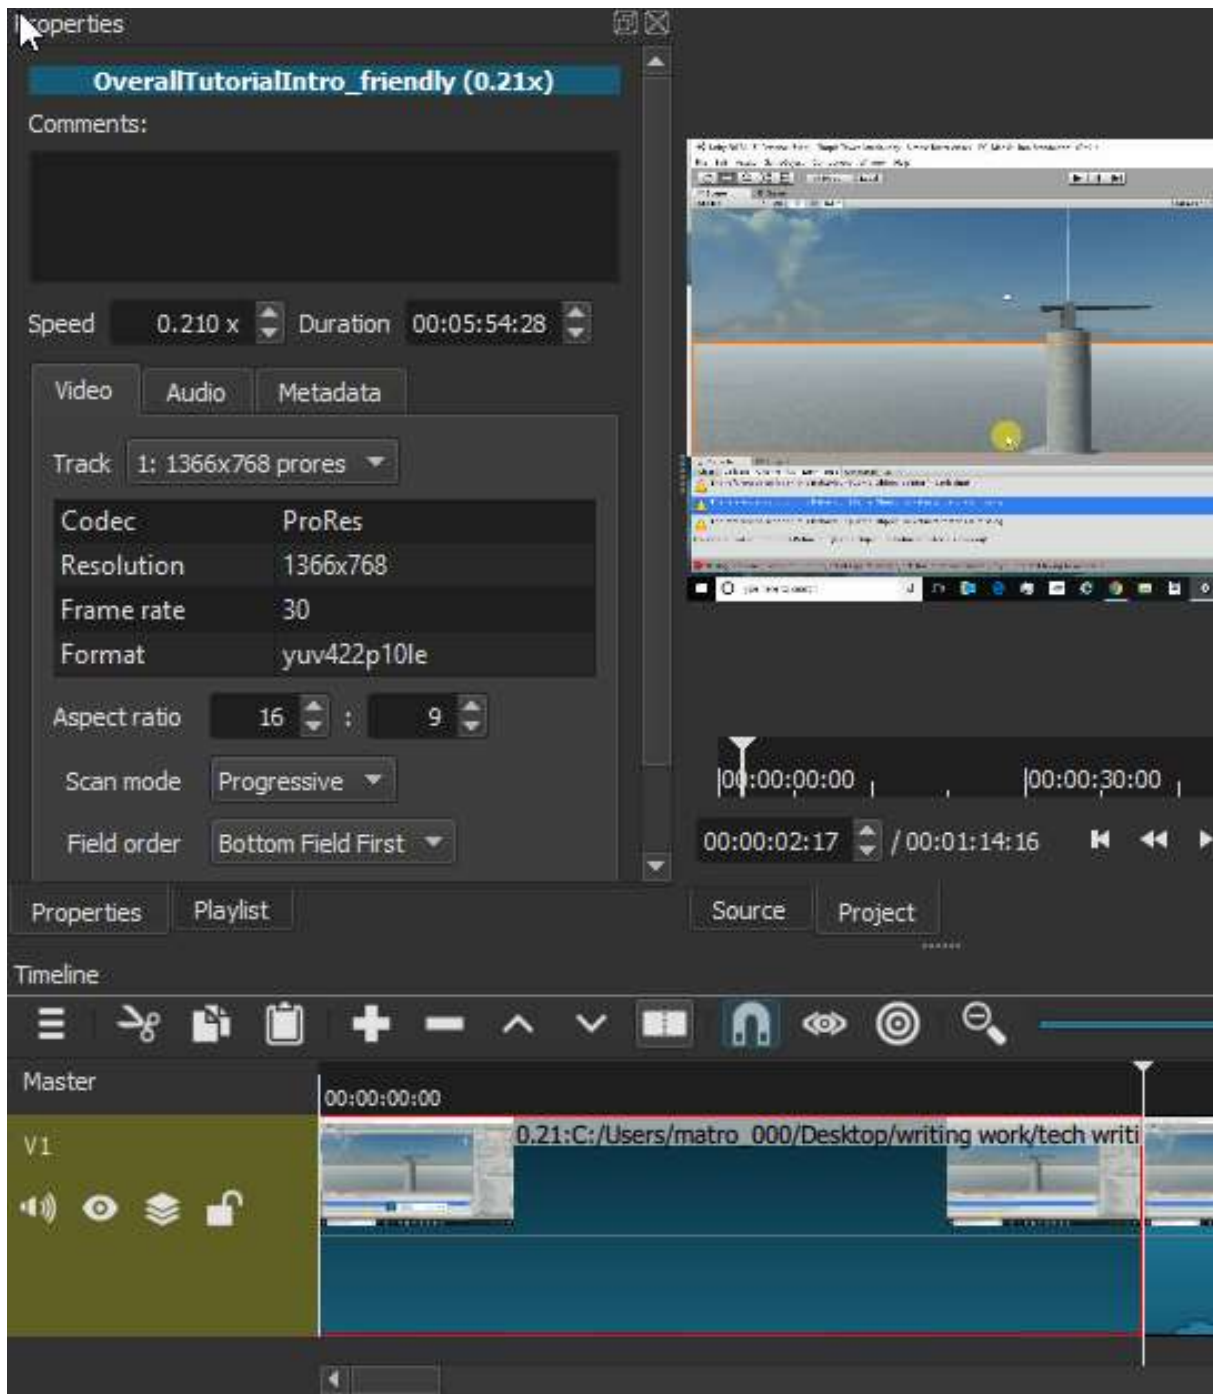 Properties
OverallTutorialIntro_friendly (0.21x)
Comments:
Speed 0.210 x Duration 00:05:54:28
Video Audio Metadata
Track 1: 1366x768 prores
Codec ProRes
Resolution 1366x768
Frame rate 30
Format yuv422p10le
Aspect ratio 16 : 9
Scan mode Progressive
Field order Bottom Field First
Properties Playlist
00:00:00:00 00:00:30:00
00:00:02:17 / 00:01:14:16
Source Project
Timeline
Master
00:00:00:00
V1
0.21:C:/Users/matro_000/Desktop/writing work/tech writi